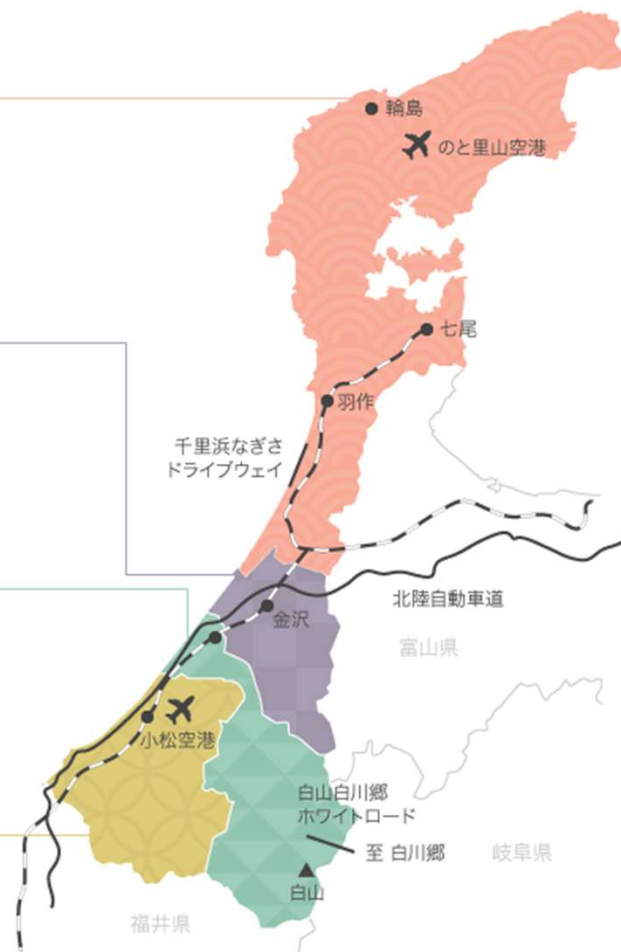 輪島
のと里山空港
七尾
羽作
千里浜なぎさ
ドライブウェイ
北陸自動車道
金沢
富山県
小松空港
白山白川郷
ホワイトロード
至 白川郷
岐阜県
白山
福井県